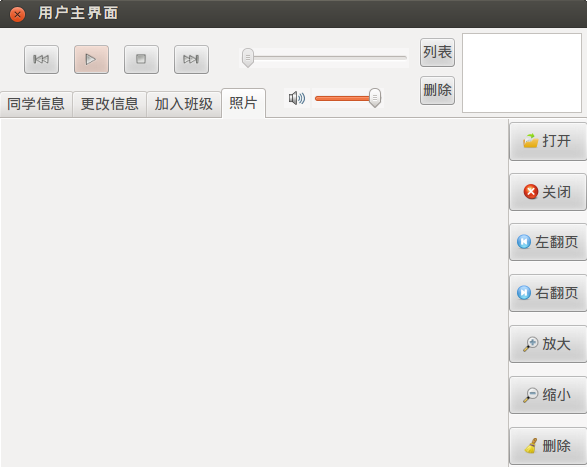 用户主界面
列表
删除
同学信息 更改信息 加入班级 照片
打开
关闭
左翻页
右翻页
放大
缩小
删除